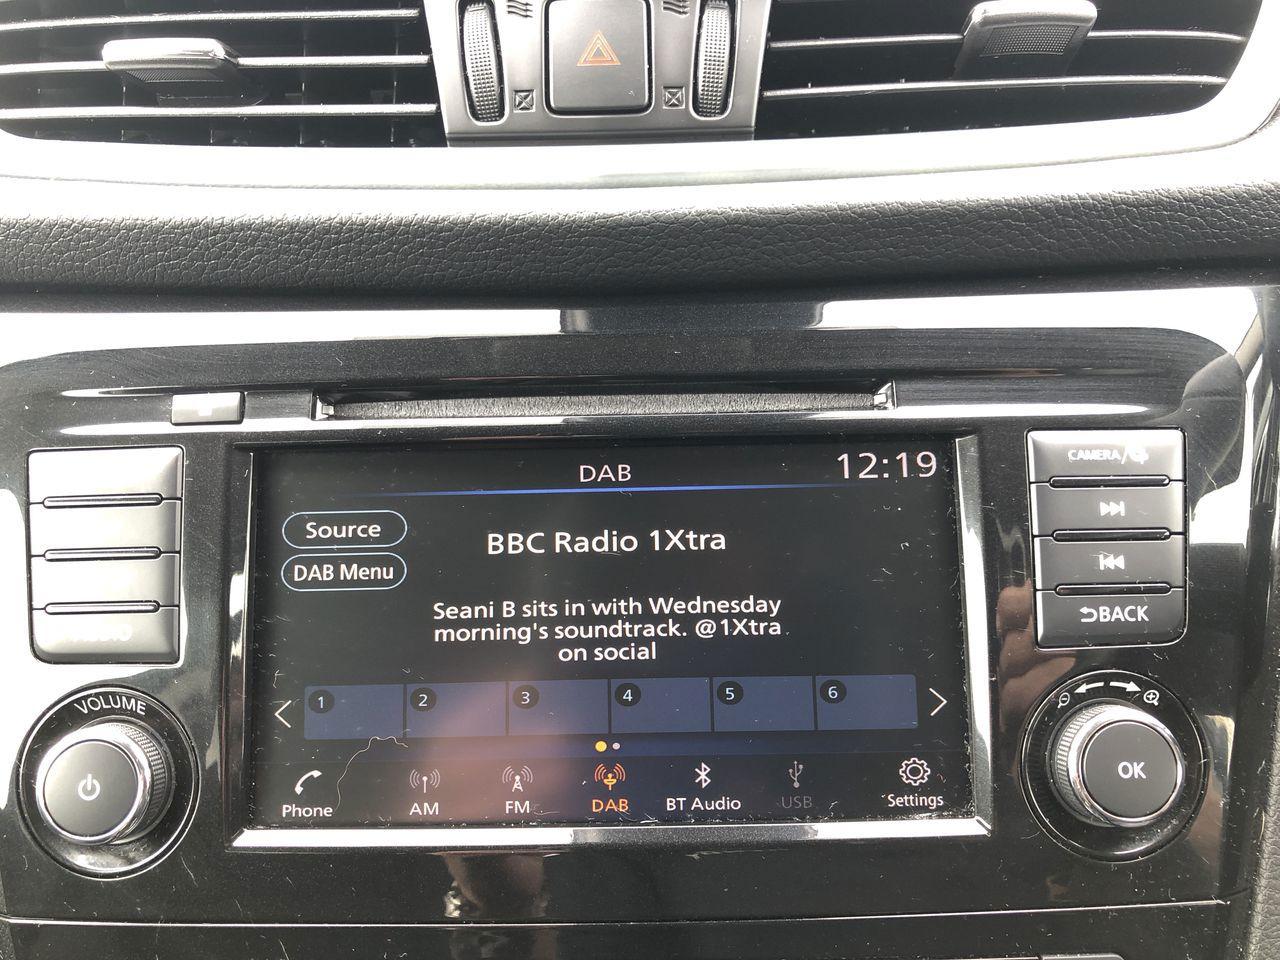 DAB
12:19
Source
BBC Radio 1Xtra
DAB Menu
Seani B sits in with Wednesday
morning's soundtrack. @1Xtra
on social
1 2 3 4 5 6
Phone AM FM DAB BT Audio USB Settings
VOLUME
CAMERA/
BACK
OK